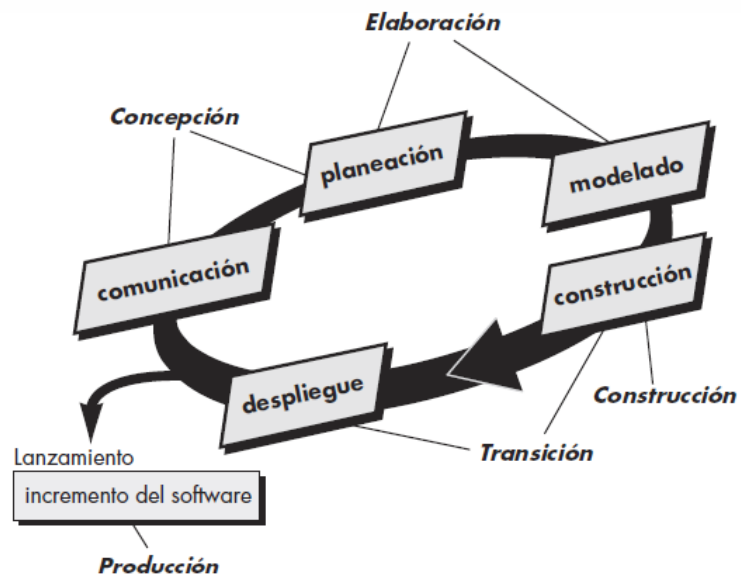 Elaboración
Concepción
planeación
modelado
comunicación
construcción
despliegue
Construcción
Transición
Lanzamiento
incremento del software
Producción